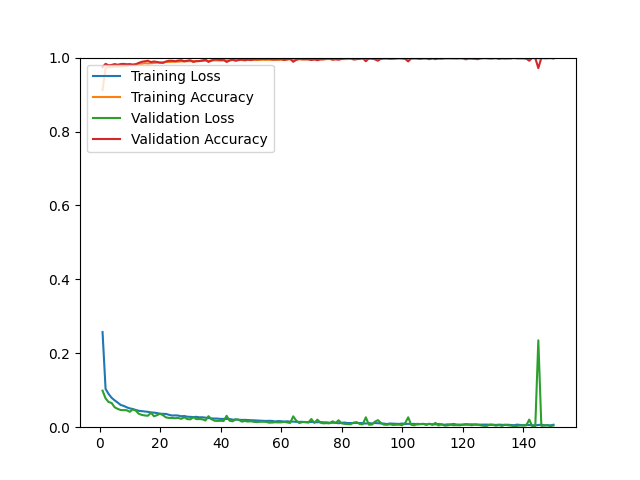 1.0
0.8
0.6
0.4
0.2
0.0
Training Loss
Training Accuracy
Validation Loss
Validation Accuracy
0 20 40 60 80 100 120 140